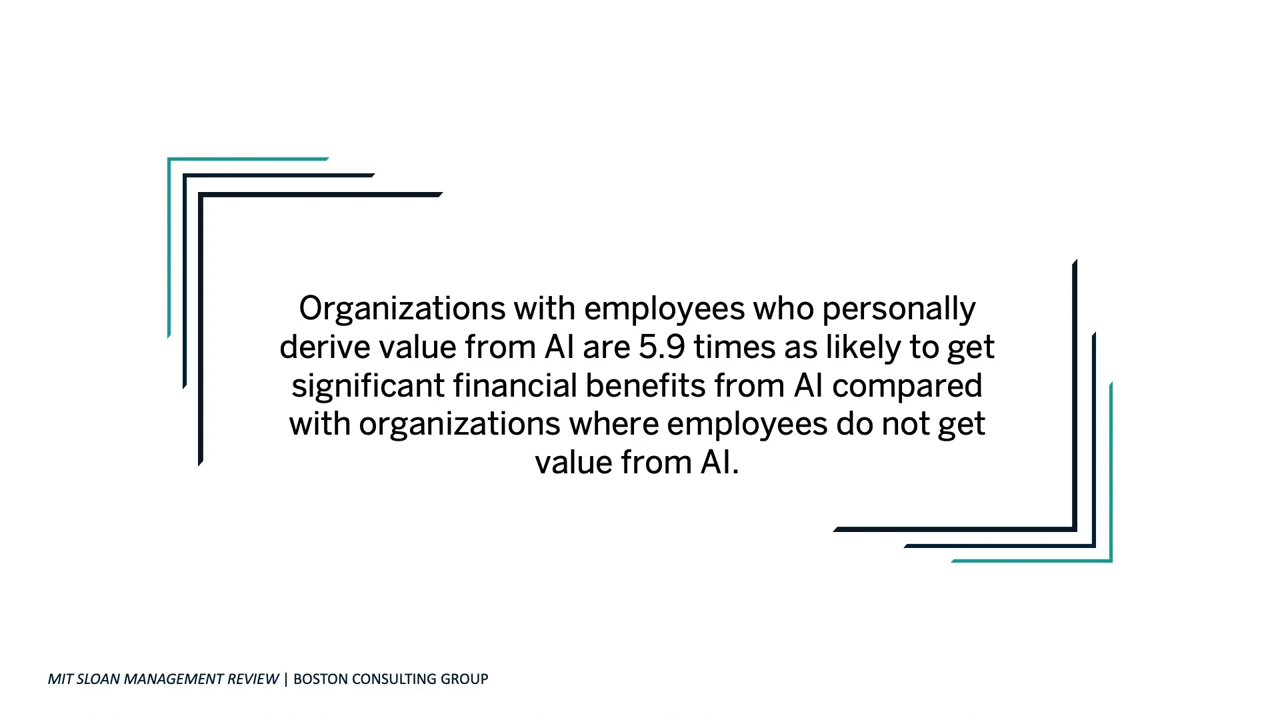 Organizations with employees who personally
derive value from AI are 5.9 times as likely to get
significant financial benefits from AI compared
with organizations where employees do not get
value from AI.
MIT SLOAN MANAGEMENT REVIEW | BOSTON CONSULTING GROUP